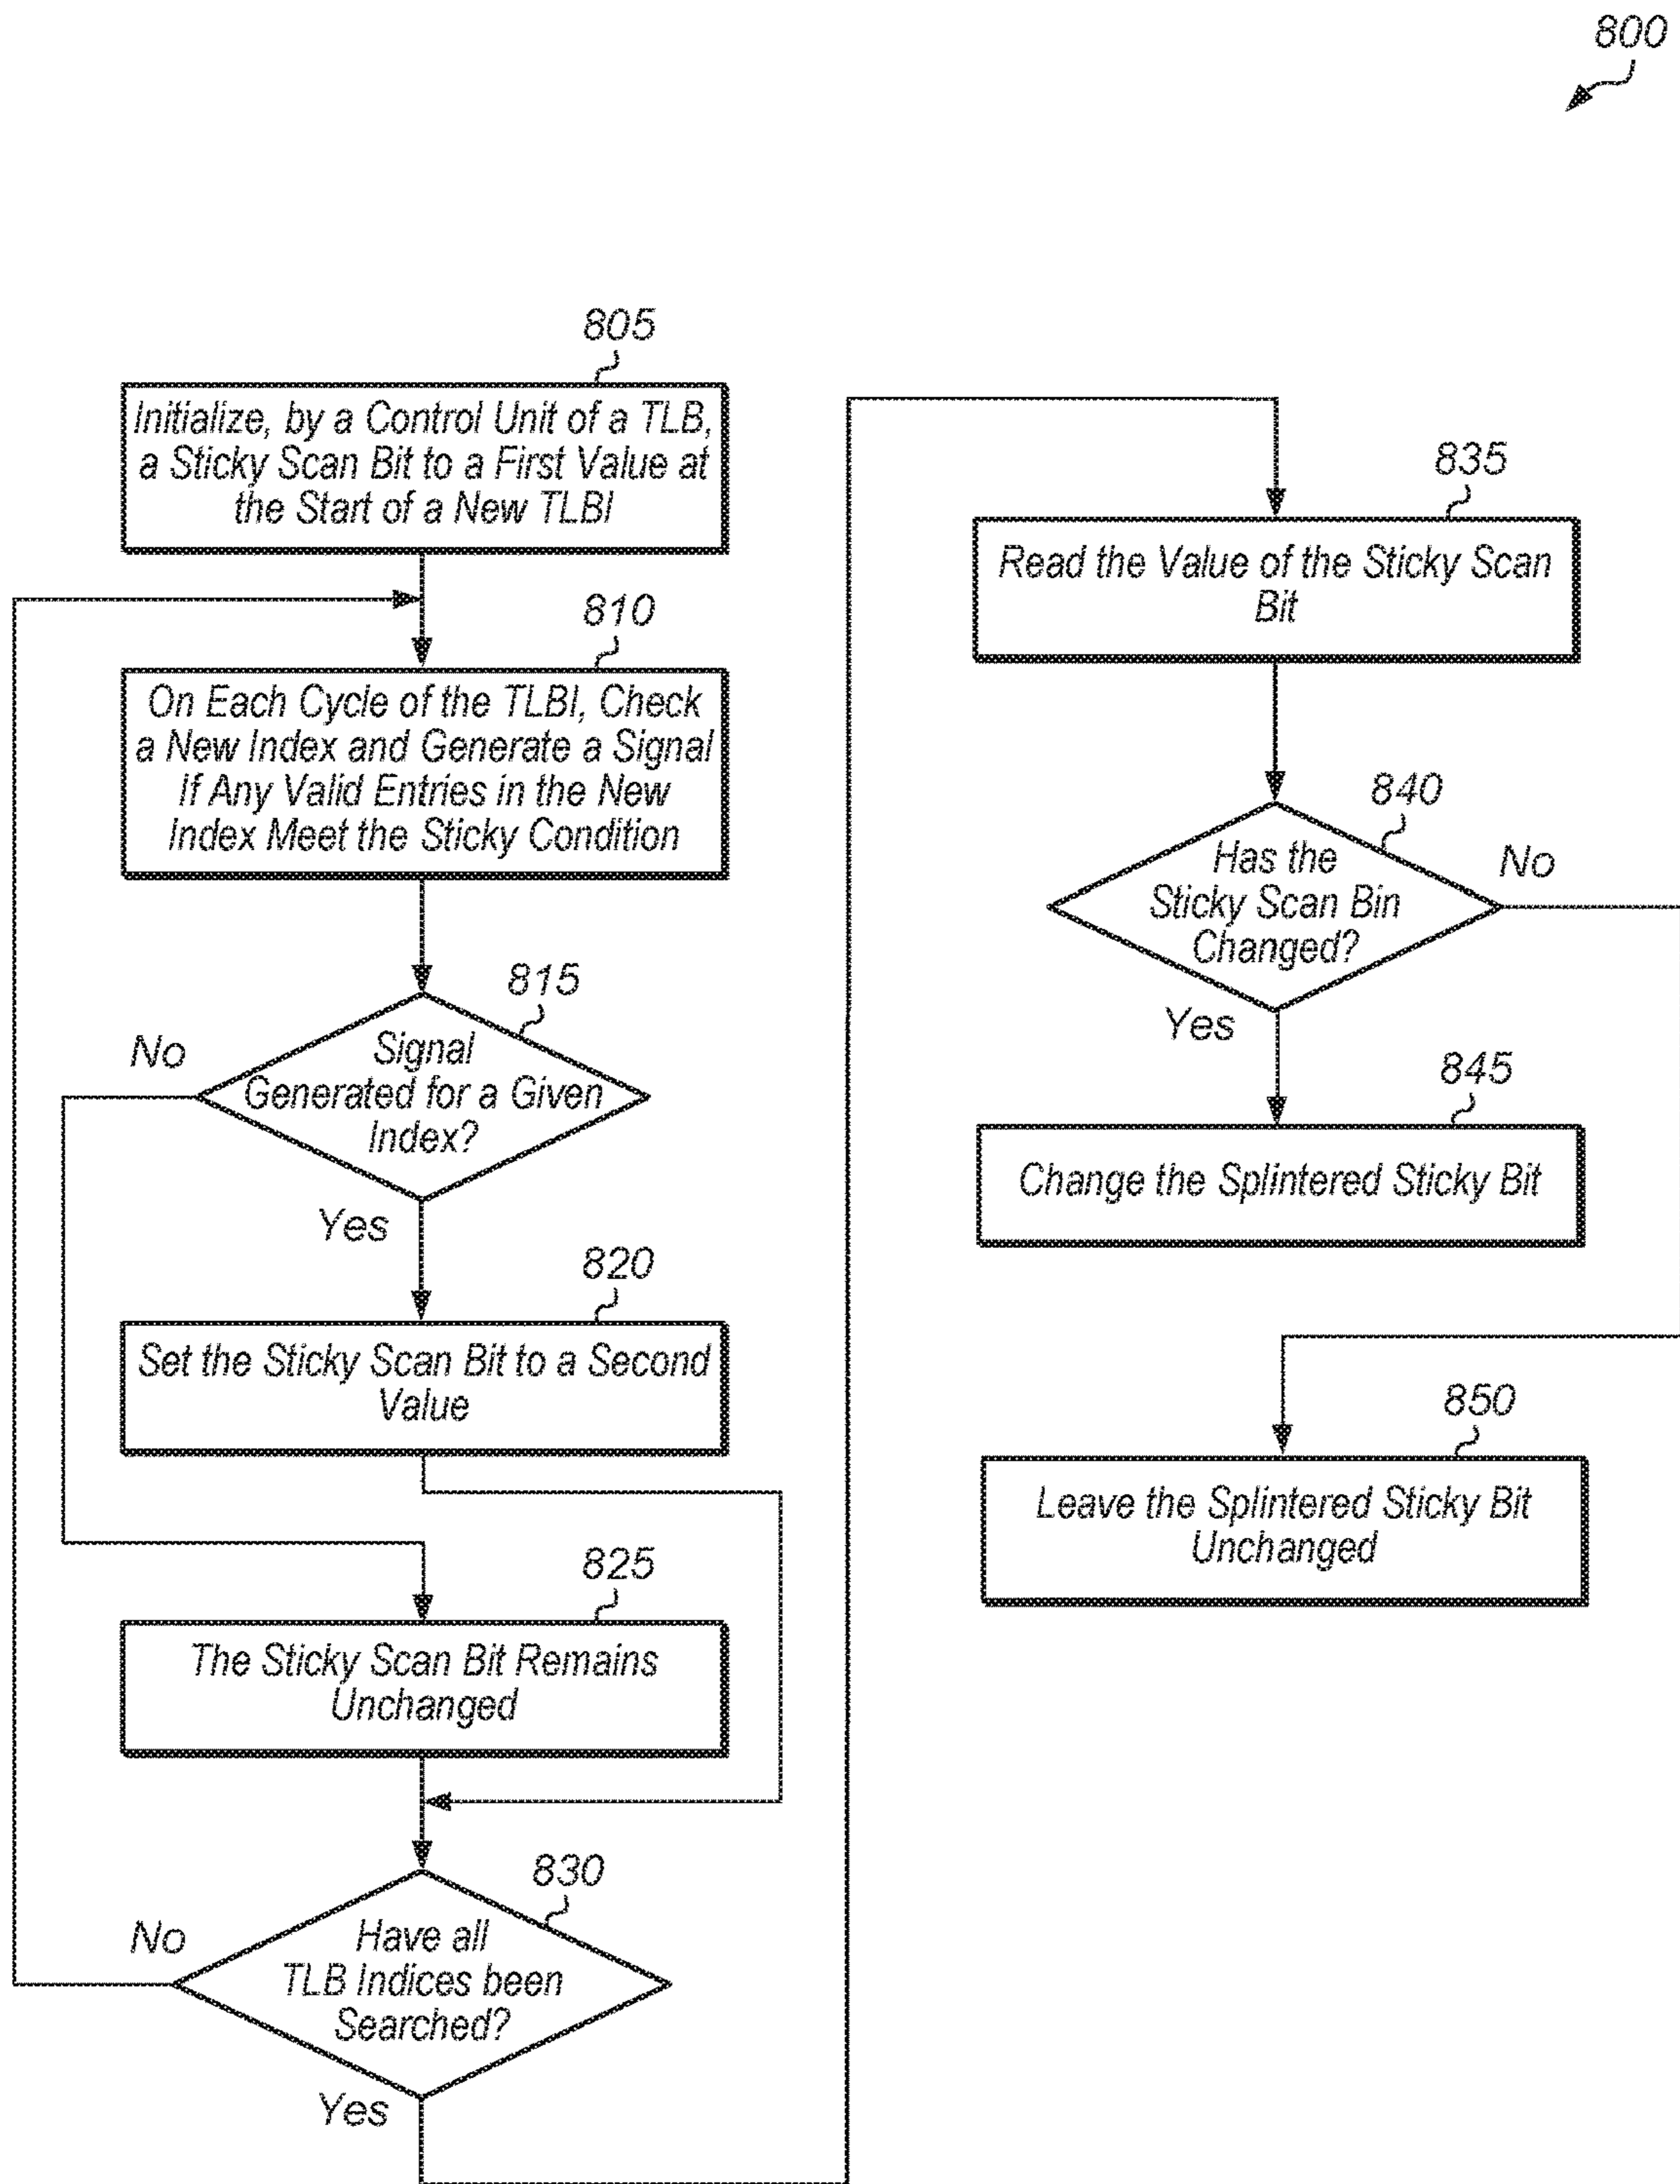 800
805
Initialize, by a Control Unit of a TLB,
a Sticky Scan Bit to a First Value at
the Start of a New TLBI
810
On Each Cycle of the TLBI, Check
a New Index and Generate a Signal
If Any Valid Entries in the New
Index Meet the Sticky Condition
815
No
Signal
Generated for a Given
Index?
Yes
820
Set the Sticky Scan Bit to a Second
Value
825
The Sticky Scan Bit Remains
Unchanged
830
No
Have all
TLB Indices been
Searched?
Yes
835
Read the Value of the Sticky Scan
Bit
840
Has the
Sticky Scan Bin
Changed?
No
Yes
845
Change the Splintered Sticky Bit
850
Leave the Splintered Sticky Bit
Unchanged